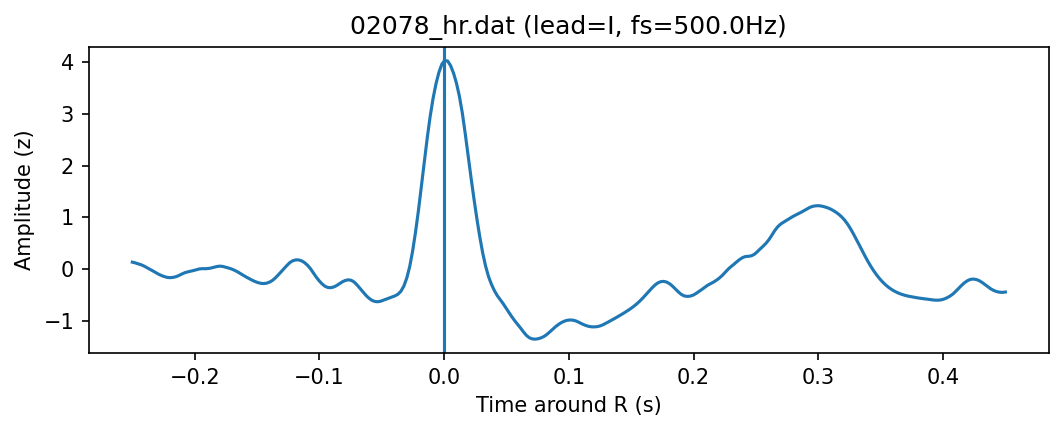 02078_hr.dat (lead=I, fs=500.0Hz)
Amplitude (z)
4
3
2
1
0
−1
−0.2 −0.1 0.0 0.1 0.2 0.3 0.4
Time around R (s)